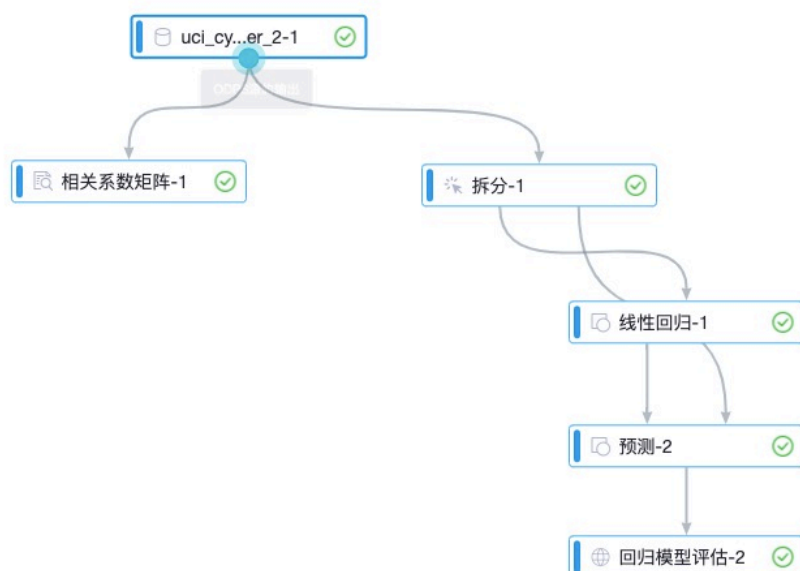 uci_cy...er_2-1
相关系数矩阵-1
拆分-1
线性回归-1
预测-2
回归模型评估-2